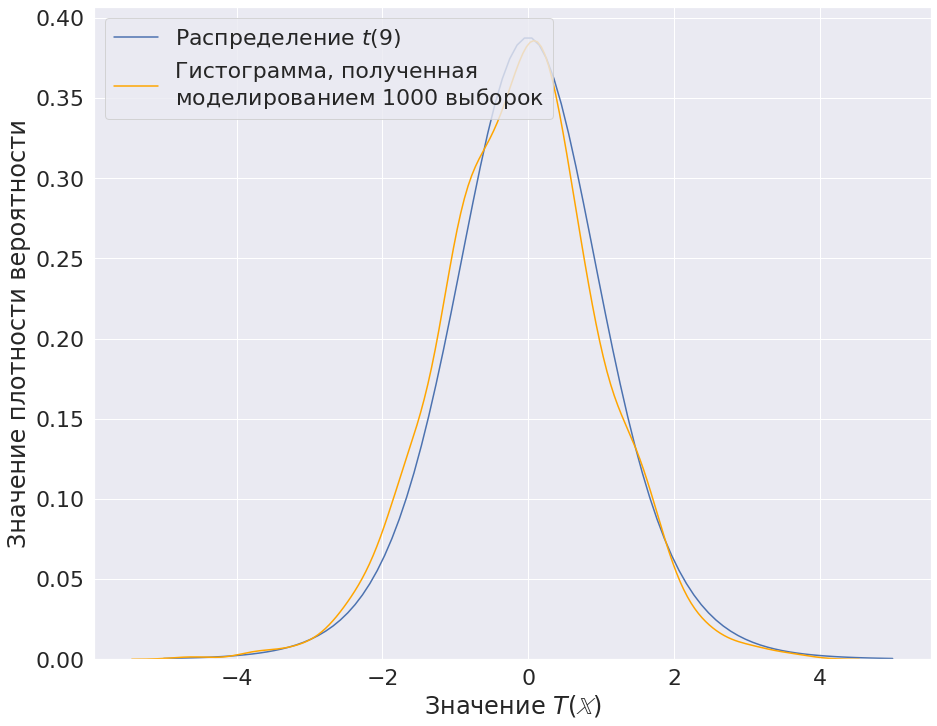 Распределение t(9)
Гистограмма, полученная
моделированием 1000 выборок
Значение плотности вероятности
0.40
0.35
0.30
0.25
0.20
0.15
0.10
0.05
0.00
−4
−2
0
2
4
Значение T(𝕏)